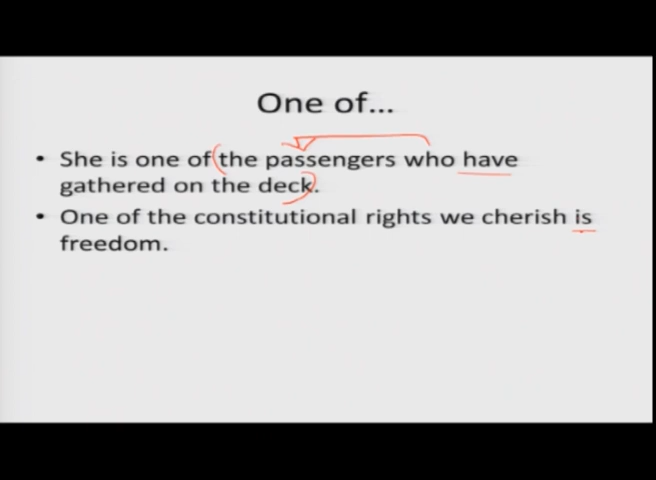 One of...
• She is one of the passengers who have
gathered on the deck.
• One of the constitutional rights we cherish is
freedom.